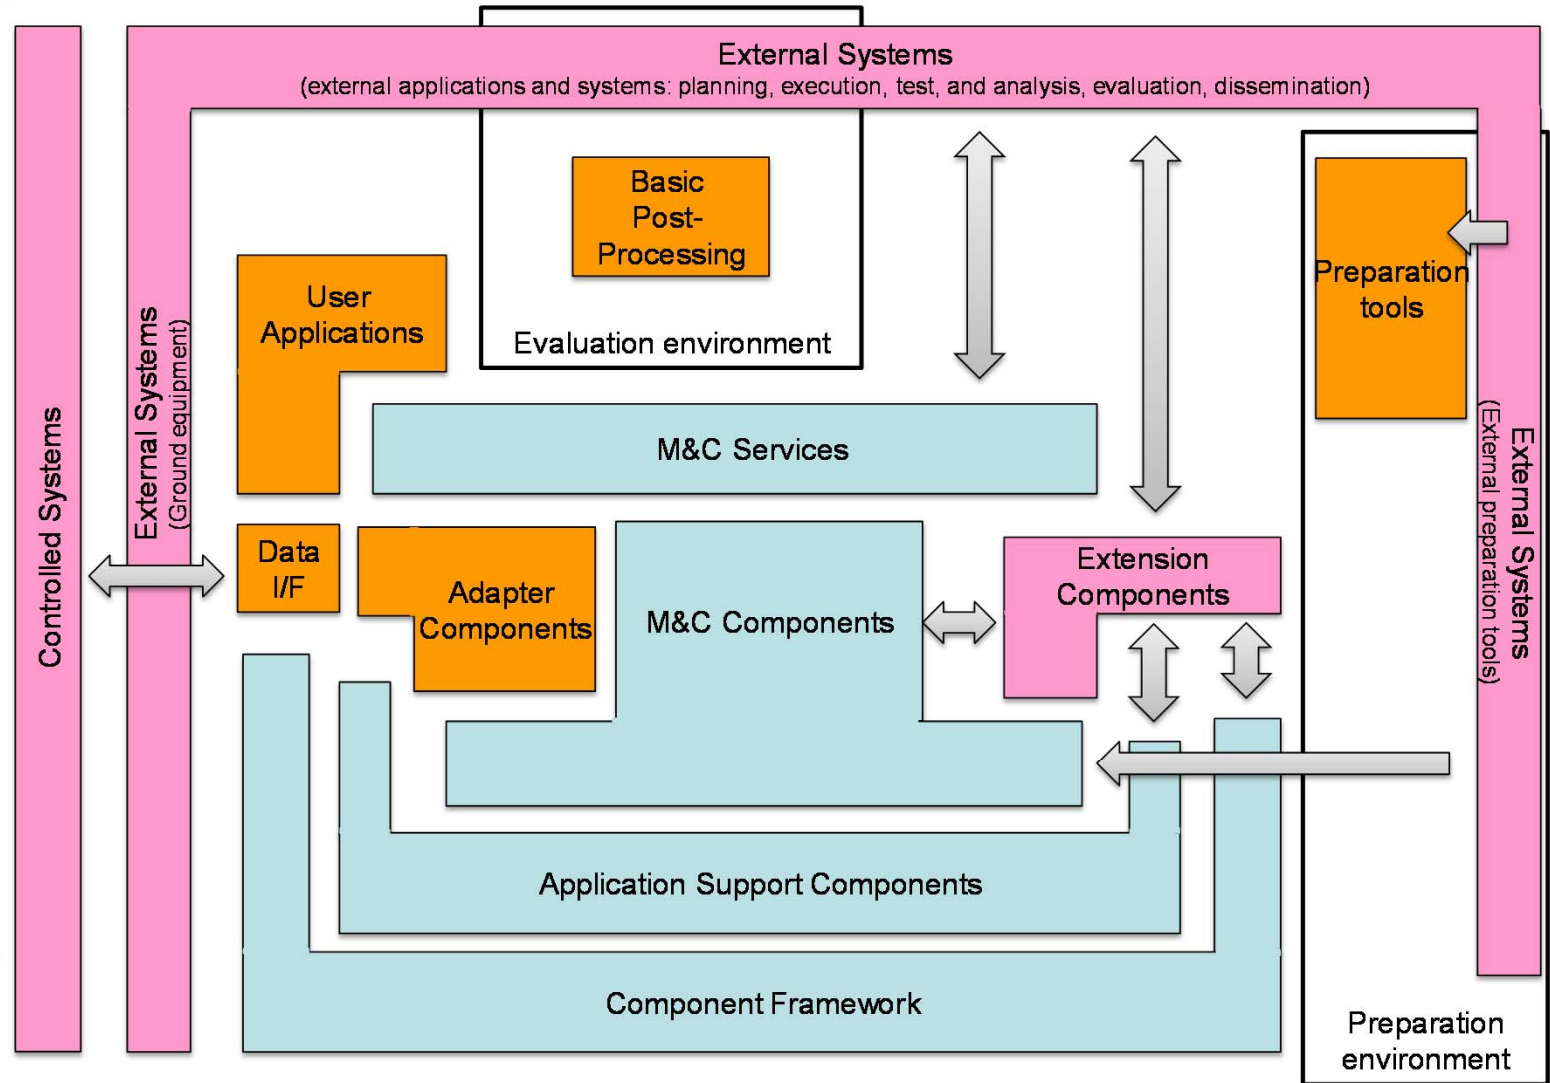 External Systems
(external applications and systems: planning, execution, test, and analysis, evaluation, dissemination)
Controlled Systems
External Systems
(Ground equipment)
Basic
Post-
Processing
Evaluation environment
User
Applications
Preparation
tools
External Systems
(External preparation tools)
M&C Services
Data
I/F
Adapter
Components
M&C Components
Extension
Components
Application Support Components
Component Framework
Preparation
environment